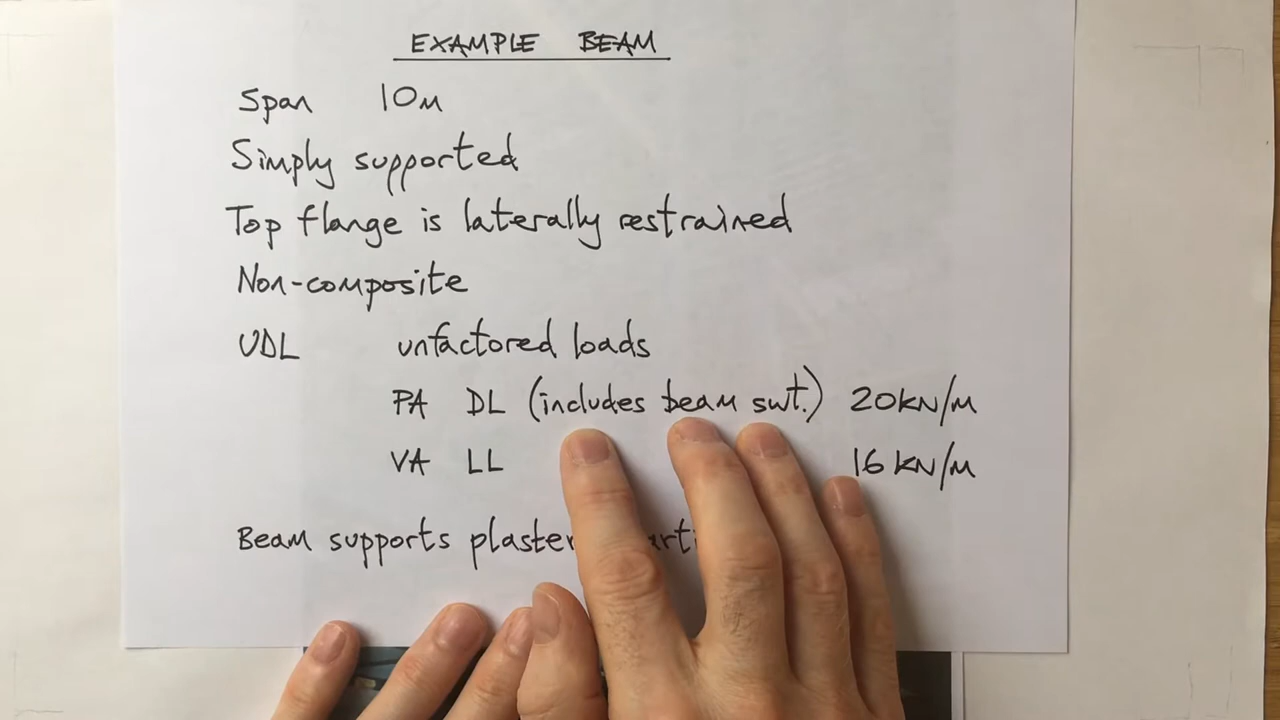 EXAMPLE BEAM
Span 10m
Simply supported
Top flange is laterally restrained
Non-composite
UDL unfactored loads
PA DL (includes beam swt.) 20kN/m
VA LL 16kN/m
Beam supports